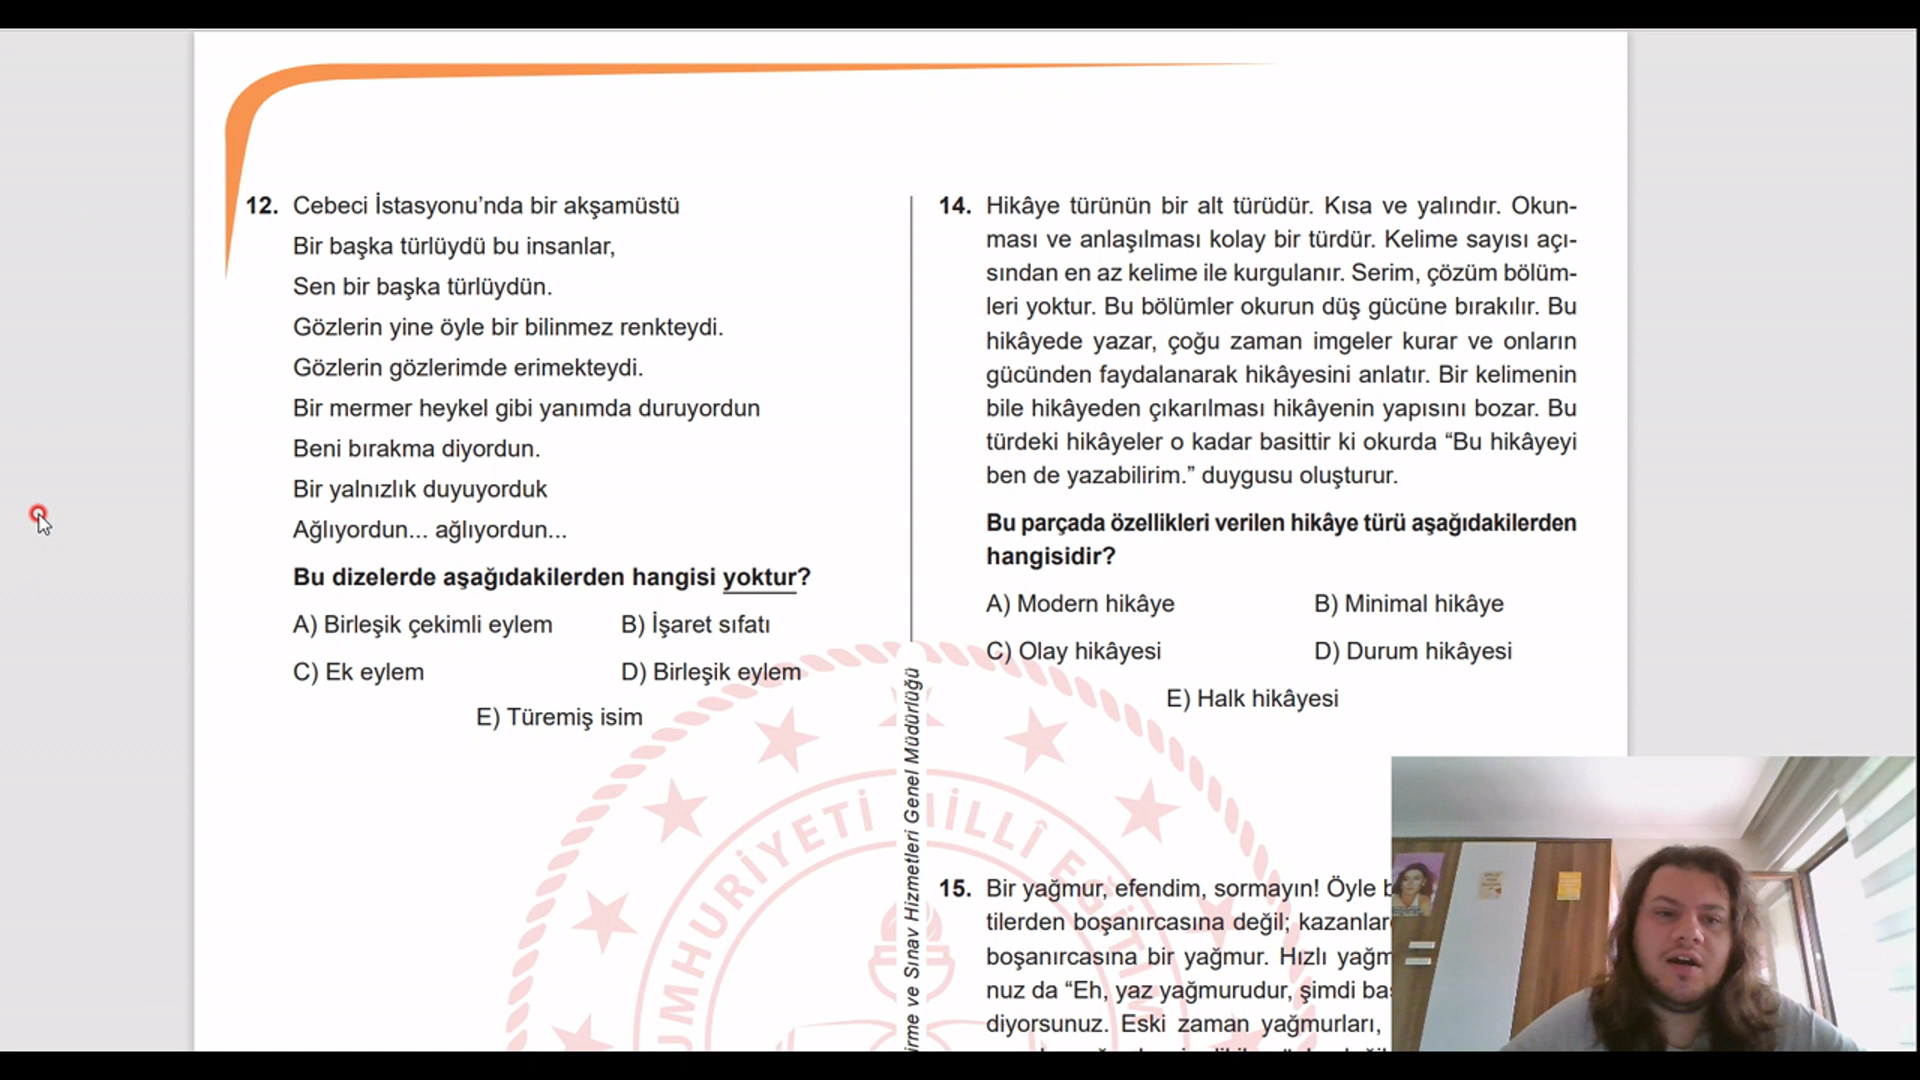 12. Cebeci İstasyonu’nda bir akşamüstü
Bir başka türlüydü bu insanlar,
Sen bir başka türlüydün.
Gözlerin yine öyle bir bilinmez renkteydi.
Gözlerin gözlerimde erimekteydi.
Bir mermer heykel gibi yanımda duruyordun
Beni bırakma diyordun.
Bir yalnızlık duyuyorduk
Ağlıyordun... ağlıyordun...
Bu dizelerde aşağıdakilerden hangisi yoktur?
A) Birleşik çekimli eylem B) İşaret sıfatı
C) Ek eylem D) Birleşik eylem
E) Türemiş isim
14. Hikâye türünün bir alt türüdür. Kısa ve yalındır. Okun-
ması ve anlaşılması kolay bir türdür. Kelime sayısı açı-
sından en az kelime ile kurgulanır. Serim, çözüm bölüm-
leri yoktur. Bu bölümler okurun düş gücüne bırakılır. Bu
hikâyede yazar, çoğu zaman imgeler kurar ve onların
gücünden faydalanarak hikâyesini anlatır. Bir kelimenin
bile hikâyeden çıkarılması hikâyenin yapısını bozar. Bu
türdeki hikâyeler o kadar basittir ki okurda “Bu hikâyeyi
ben de yazabilirim.” duygusu oluşturur.
Bu parçada özellikleri verilen hikâye türü aşağıdakilerden
hangisidir?
A) Modern hikâye B) Minimal hikâye
C) Olay hikâyesi D) Durum hikâyesi
E) Halk hikâyesi
15. Bir yağmur, efendim, sormayın! Öyle
tilerden boşanırcasına değil; kazanlar
boşanırcasına bir yağmur. Hızlı yağm
nuz da “Eh, yaz yağmurudur, şimdi
diyorsunuz. Eski zaman yağmurları,
irme ve Sınav Hizmetleri Genel Müdürlüğü
UMHURİYETİ MİLLÎ EĞİTİM